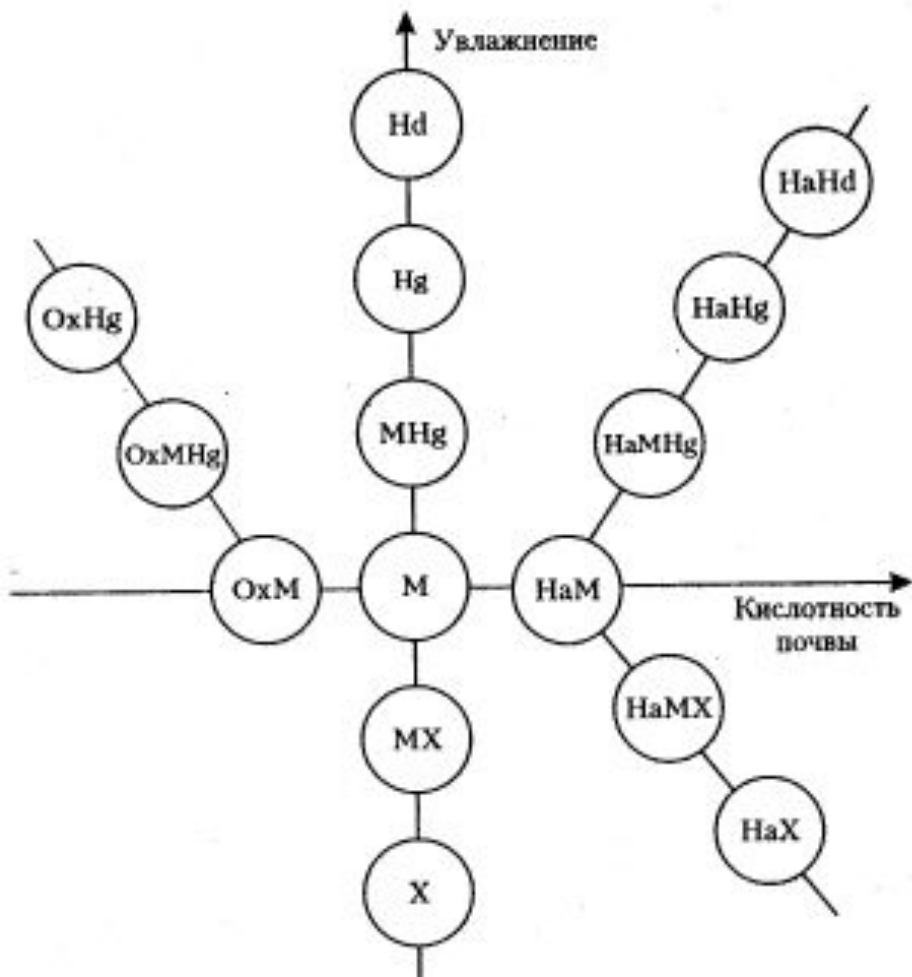 Увлажнение
Hd
HaHd
Hg
HaHg
OxHg
MHg
HaMHg
OxMHg
OxM
M
HaM
Кислотность
почвы
MX
HaMX
HaX
X